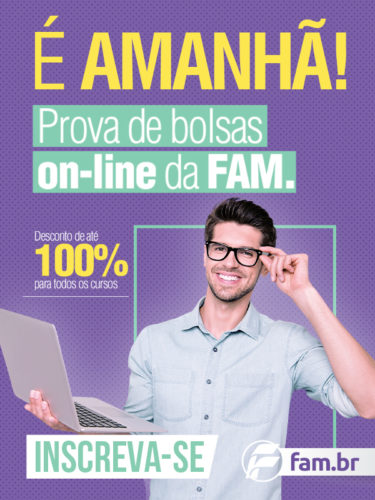 É AMANHÃ!
Prova de bolsas
on-line da FAM.
Desconto de até
100%
para todos os cursos
INSCREVA-SE
fam.br